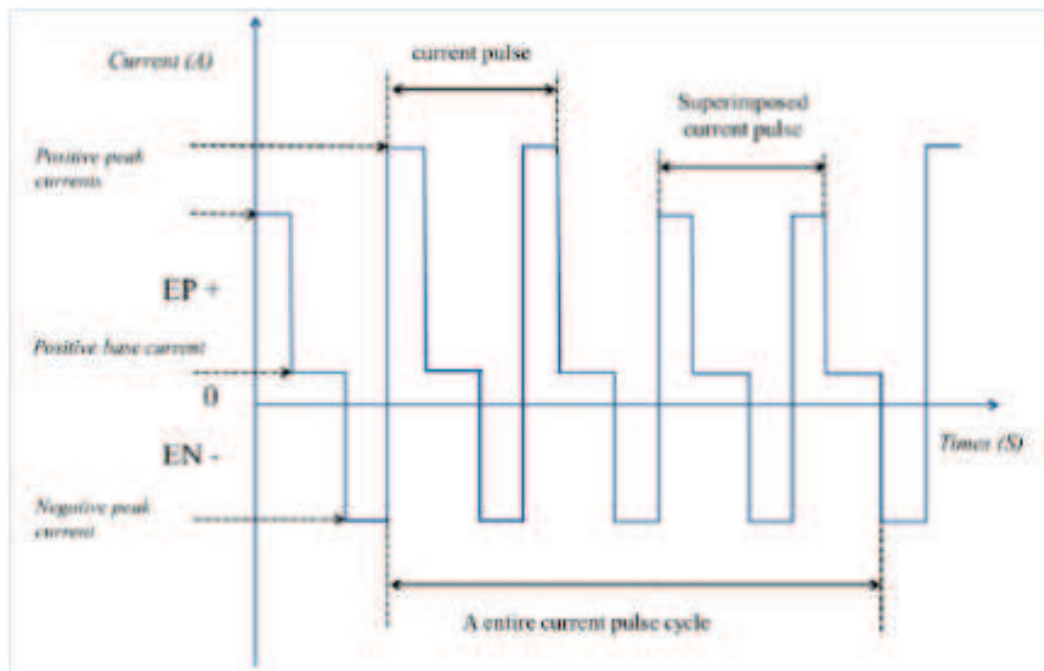 Current (A)
current pulse
Superimposed
current pulse
Positive peak
currents
EP +
Positive base current
0
EN -
Times (S)
Negative peak
current
A entire current pulse cycle